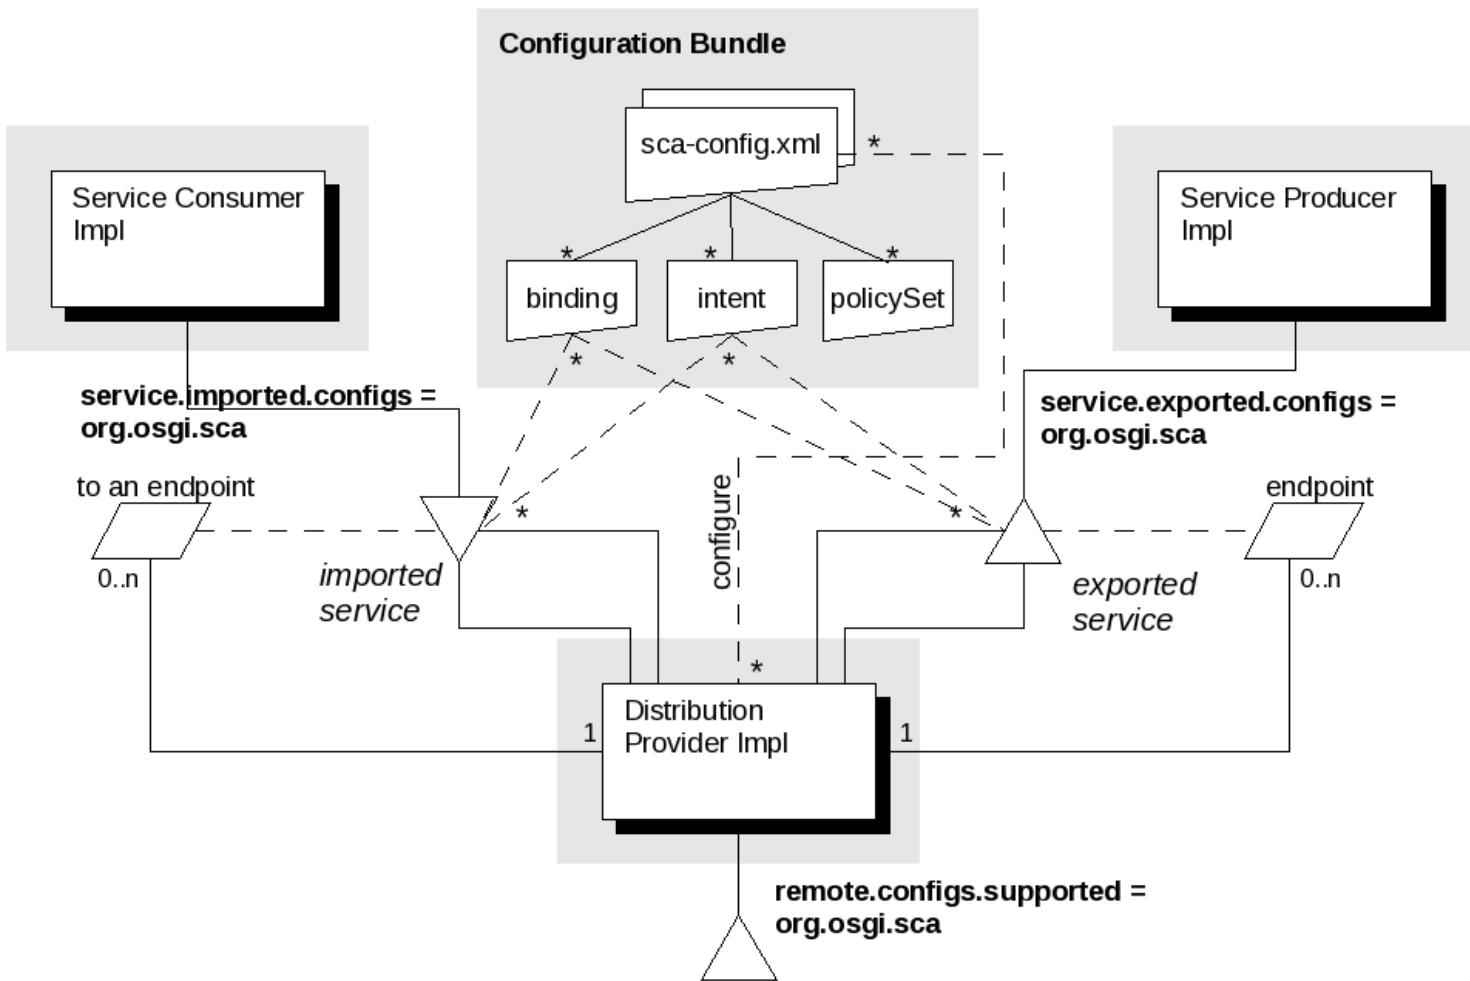 Configuration Bundle
sca-config.xml
*
Service Consumer
Impl
Service Producer
Impl
*
*
*
binding
intent
policySet
*
*
service.imported.configs =
org.osgi.sca
service.exported.configs =
org.osgi.sca
to an endpoint
endpoint
*
*
configure
0..n
0..n
imported
service
exported
service
*
Distribution
Provider Impl
1
1
remote.configs.supported =
org.osgi.sca